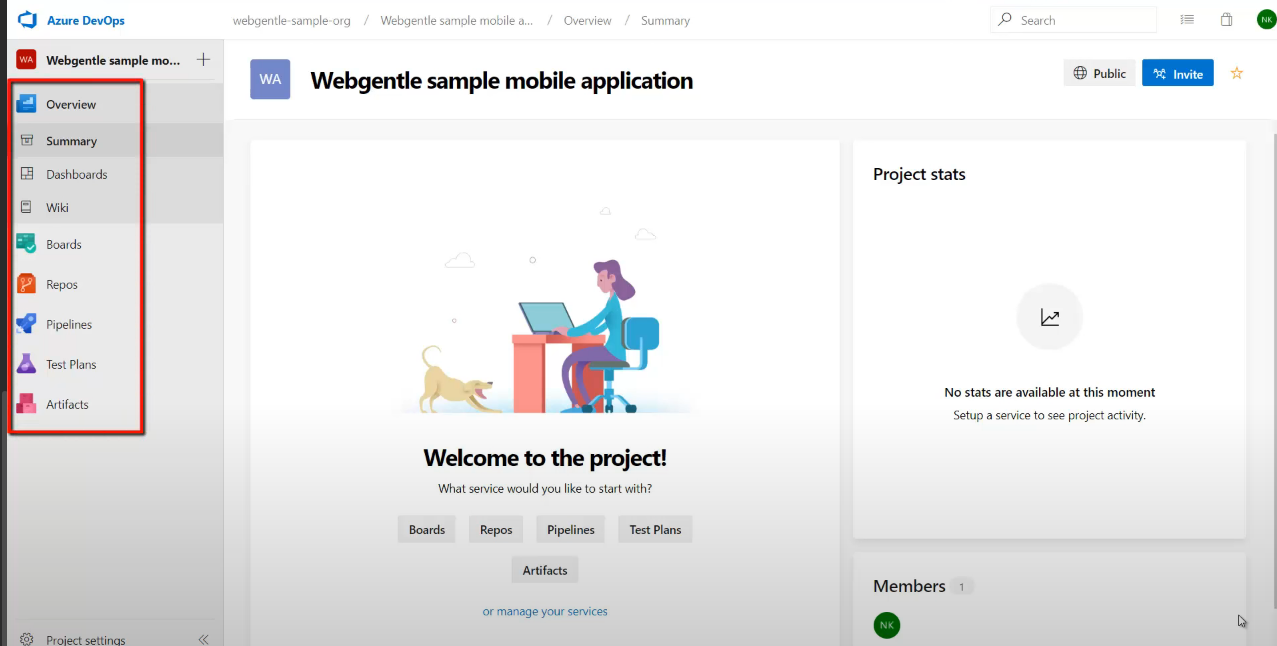 Azure DevOps
webgentle-sample-org / Webgentle sample mobile a... / Overview / Summary
Search
NK
WA
Webgentle sample mo...
Overview
Summary
Dashboards
Wiki
Boards
Repos
Pipelines
Test Plans
Artifacts
Project settings
WA
Webgentle sample mobile application
Public
Invite
Welcome to the project!
What service would you like to start with?
Boards Repos Pipelines Test Plans
Artifacts
or manage your services
Project stats
No stats are available at this moment
Setup a service to see project activity.
Members 1
NK